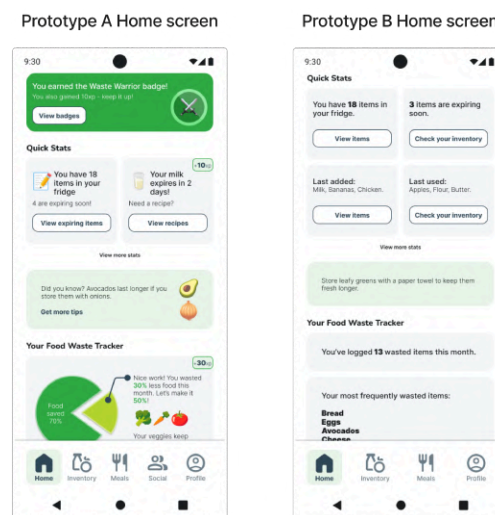 Prototype A Home screen
9:30
You earned the Waste Warrior badge!
You also gained 10xp - keep it up!
View badges
Quick Stats
You have 18
items in your
fridge
4 are expiring soon!
View expiring items
-10xp
Your milk
expires in 2
days!
Need a recipe?
View recipes
View more stats
Did you know? Avocados last longer if you
store them with onions.
Get more tips
Your Food Waste Tracker
-30xp
Food
saved
70%
Nice work! You wasted
30% less food this
month. Let's make it
50%!
Your veggies keep
Home
Inventory
Meals
Social
Profile
Prototype B Home screen
9:30
Quick Stats
You have 18 items in
your fridge.
View items
3 items are expiring
soon.
Check your inventory
Last added:
Milk, Bananas, Chicken.
View items
Last used:
Apples, Flour, Butter.
Check your inventory
View more stats
Store leafy greens with a paper towel to keep them
fresh longer.
Your Food Waste Tracker
You've logged 13 wasted items this month.
Your most frequently wasted items:
Bread
Eggs
Avocados
Cheese
Home
Inventory
Meals
Profile